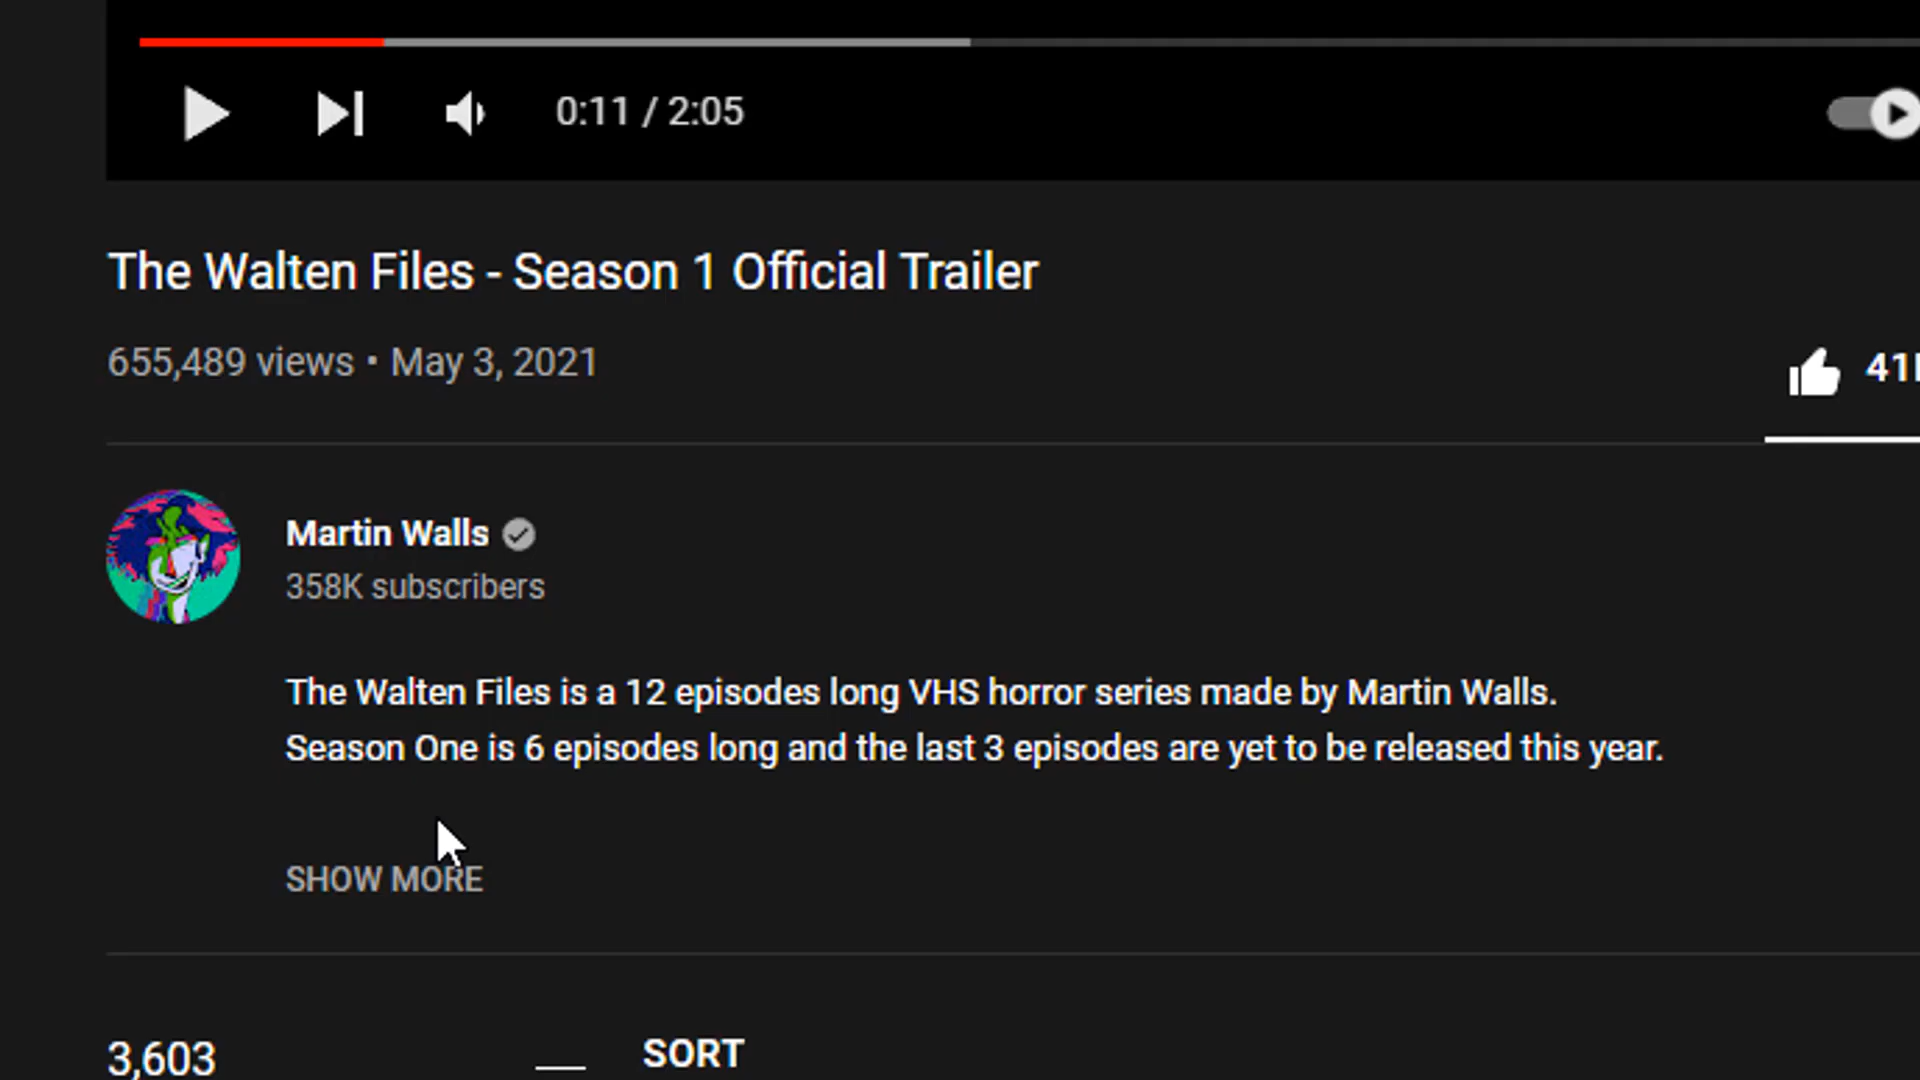 0:11 / 2:05
The Walten Files - Season 1 Official Trailer
655,489 views • May 3, 2021
41
Martin Walls
358K subscribers
The Walten Files is a 12 episodes long VHS horror series made by Martin Walls.
Season One is 6 episodes long and the last 3 episodes are yet to be released this year.
SHOW MORE
3,603
SORT